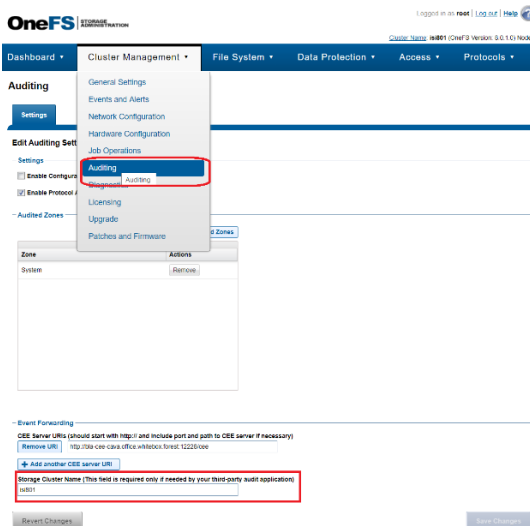 Logged in as root | Log out | Help
OneFS STORAGE ADMINISTRATION
Cluster Name: isi801 (OneFS Version: 8.0.1.0) Node
Dashboard Cluster Management File System Data Protection Access Protocols
Auditing
General Settings
Events and Alerts
Settings
Network Configuration
Hardware Configuration
Edit Auditing Sett
Job Operations
Settings
Auditing
Enable Configura
Auditing
Diagnostic
Enable Protocol A
Licensing
Upgrade
Audited Zones
d Zones
Patches and Firmware
Zone Actions
System Remove
Event Forwarding
CEE Server URIs (should start with http:// and include port and path to CEE server if necessary)
Remove URI http://bla-cee-cava.office.whitebox.forest:12228/cee
Add another CEE server URI
Storage Cluster Name (This field is required only if needed by your third-party audit application)
isi801
Revert Changes Save Changes